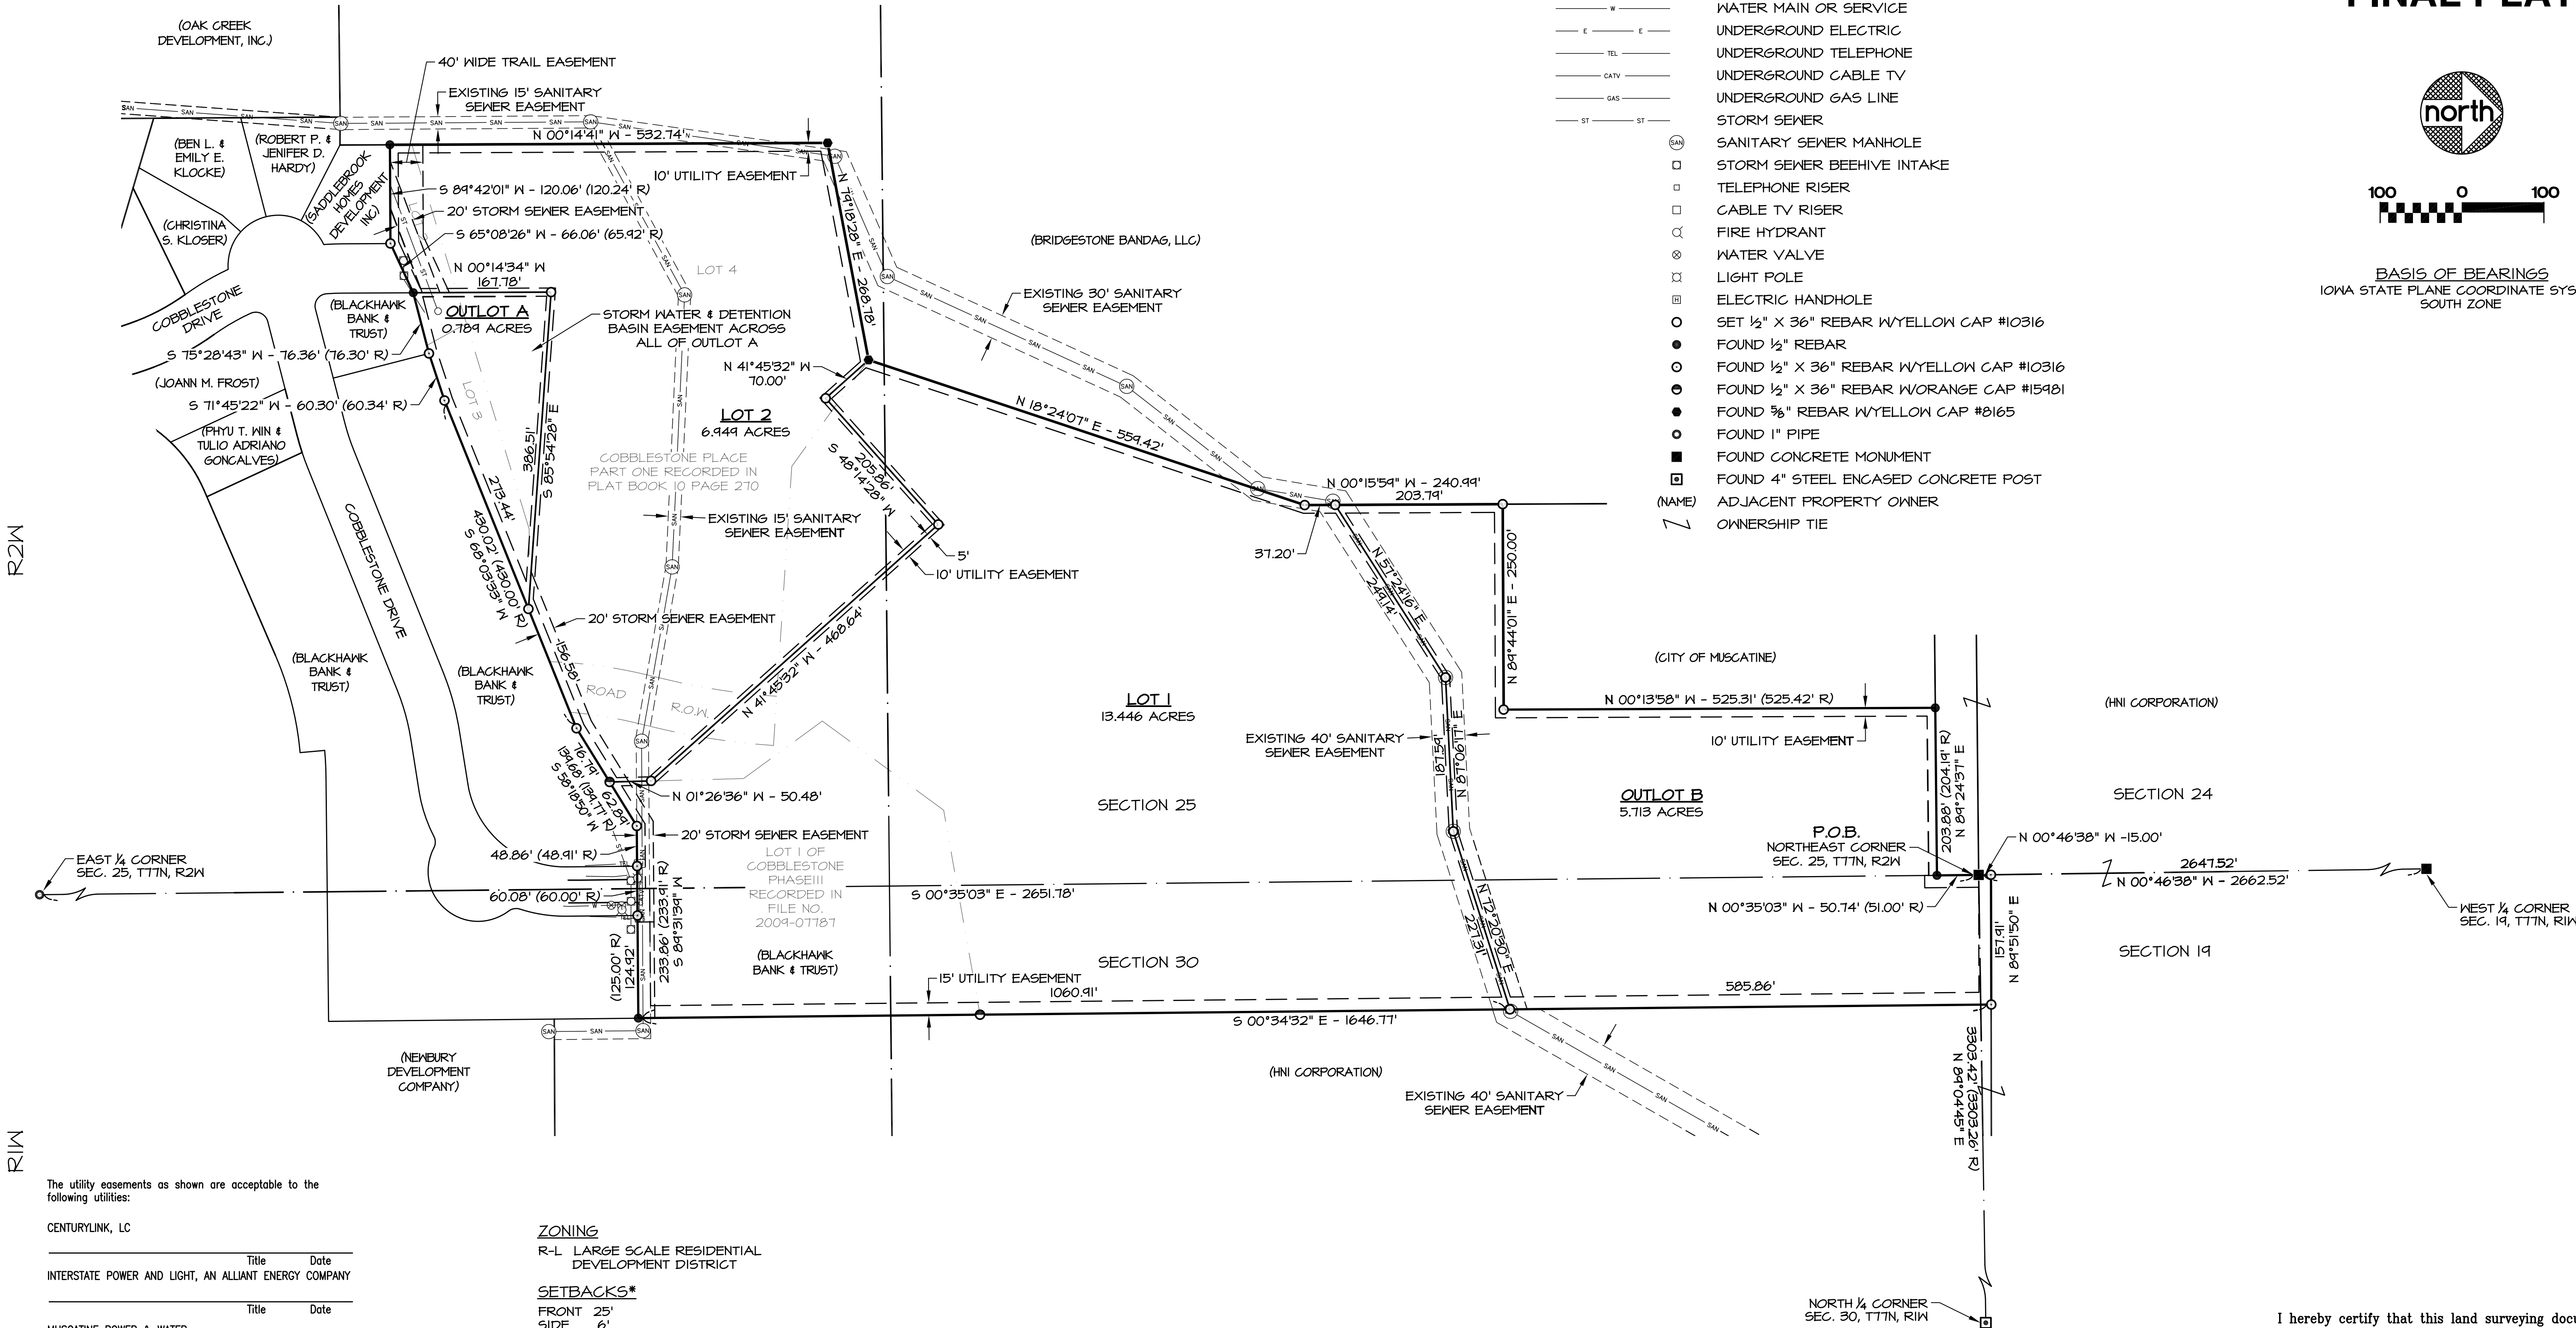 (OAK CREEK
DEVELOPMENT, INC.)
40' WIDE TRAIL EASEMENT
EXISTING 15' SANITARY
SEWER EASEMENT
N 00°14'41" W - 532.74'
10' UTILITY EASEMENT
(BEN L. &
EMILY E.
KLOCKE)
(ROBERT P. &
JENIFER D.
HARDY)
(SADDLEBROOK
HOMES
DEVELOPMENT
INC)
(CHRISTINA
S. KLOSER)
S 89°42'01" W - 120.06' (120.24' R)
20' STORM SEWER EASEMENT
S 65°08'26" W - 66.06' (65.92' R)
N 00°14'34" W
167.78'
OUTLOT A
0.789 ACRES
STORM WATER & DETENTION
BASIN EASEMENT ACROSS
ALL OF OUTLOT A
LOT 4
N 79°18'28" E - 268.78'
(BRIDGESTONE BANDAG, LLC)
EXISTING 30' SANITARY
SEWER EASEMENT
COBBLESTONE
DRIVE
(BLACKHAWK
BANK &
TRUST)
S 75°28'43" W - 76.36' (76.30' R)
(JOANN M. FROST)
S 71°45'22" W - 60.30' (60.34' R)
(PHYU T. WIN &
TULIO ADRIANO
GONCALVES)
LOT 3
386.51'
S 85°54'28" E
N 41°45'32" W
70.00'
LOT 2
6.949 ACRES
COBBLESTONE PLACE
PART ONE RECORDED IN
PLAT BOOK 10 PAGE 270
205.86'
S 48°14'28" W
N 18°24'07" E - 559.42'
N 00°15'59" W - 240.99'
203.79'
37.20'
EXISTING 15' SANITARY
SEWER EASEMENT
5'
10' UTILITY EASEMENT
COBBLESTONE DRIVE
273.44'
430.02' (430.00' R)
S 68°03'33" W
20' STORM SEWER EASEMENT
156.58'
(BLACKHAWK
BANK &
TRUST)
(BLACKHAWK
BANK &
TRUST)
ROAD
R.O.W.
N 41°45'32" W - 468.64'
N 57°24'16" E
249.14'
N 89°44'01" E - 250.00'
(CITY OF MUSCATINE)
N 00°13'58" W - 525.31' (525.42' R)
10' UTILITY EASEMENT
LOT 1
13.446 ACRES
EXISTING 40' SANITARY
SEWER EASEMENT
187.59'
N 87°06'17" E
76.79'
139.68' (139.77' R)
S 58°18'50" W
62.89'
N 01°26'36" W - 50.48'
20' STORM SEWER EASEMENT
SECTION 25
OUTLOT B
5.713 ACRES
203.88' (204.19' R)
N 89°24'37" E
(HNI CORPORATION)
SECTION 24
P.O.B.
NORTHEAST CORNER
SEC. 25, T77N, R2W
N 00°46'38" W -15.00'
2647.52'
N 00°46'38" W - 2662.52'
WEST ¼ CORNER
SEC. 19, T77N, R1W
EAST ¼ CORNER
SEC. 25, T77N, R2W
48.86' (48.91' R)
60.08' (60.00' R)
LOT 1 OF
COBBLESTONE
PHASEIII
RECORDED IN
FILE NO.
2009-07787
S 00°35'03" E - 2651.78'
N 00°35'03" W - 50.74' (51.00' R)
(125.00' R)
124.92'
233.86' (233.91' R)
S 89°31'39" W
(BLACKHAWK
BANK & TRUST)
SECTION 30
N 72°20'30" E
227.31'
157.91'
N 89°51'50" E
SECTION 19
15' UTILITY EASEMENT
1060.91'
585.86'
S 00°34'32" E - 1646.77'
(NEWBURY
DEVELOPMENT
COMPANY)
(HNI CORPORATION)
EXISTING 40' SANITARY
SEWER EASEMENT
3303.42' (3303.26' R)
N 89°04'45" E
NORTH ¼ CORNER
SEC. 30, T77N, R1W
R2W
R1W
WATER MAIN OR SERVICE
UNDERGROUND ELECTRIC
UNDERGROUND TELEPHONE
UNDERGROUND CABLE TV
UNDERGROUND GAS LINE
STORM SEWER
SANITARY SEWER MANHOLE
STORM SEWER BEEHIVE INTAKE
TELEPHONE RISER
CABLE TV RISER
FIRE HYDRANT
WATER VALVE
LIGHT POLE
ELECTRIC HANDHOLE
SET ½" X 36" REBAR W/YELLOW CAP #10316
FOUND ½" REBAR
FOUND ½" X 36" REBAR W/YELLOW CAP #10316
FOUND ½" X 36" REBAR W/ORANGE CAP #15981
FOUND ⅝" REBAR W/YELLOW CAP #8165
FOUND 1" PIPE
FOUND CONCRETE MONUMENT
FOUND 4" STEEL ENCASED CONCRETE POST
(NAME) ADJACENT PROPERTY OWNER
OWNERSHIP TIE
north
100 0 100
BASIS OF BEARINGS
IOWA STATE PLANE COORDINATE SYS
SOUTH ZONE
The utility easements as shown are acceptable to the
following utilities:
CENTURYLINK, LC
Title Date
INTERSTATE POWER AND LIGHT, AN ALLIANT ENERGY COMPANY
Title Date
ZONING
R-L LARGE SCALE RESIDENTIAL
DEVELOPMENT DISTRICT
SETBACKS*
FRONT 25'
SIDE 6'
I hereby certify that this land surveying doc